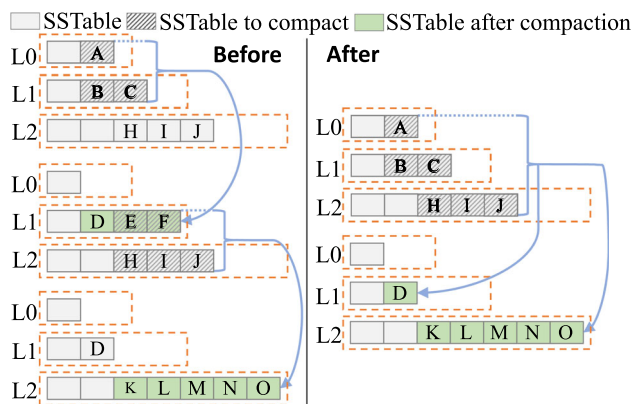 SSTable SSTable to compact SSTable after compaction
Before
L0 A
L1 B C
L2 H I J
L0
L1 D E F
L2 H I J
L0
L1 D
L2 K L M N O
After
L0 A
L1 B C
L2 H I J
L0
L1 D
L2 K L M N O